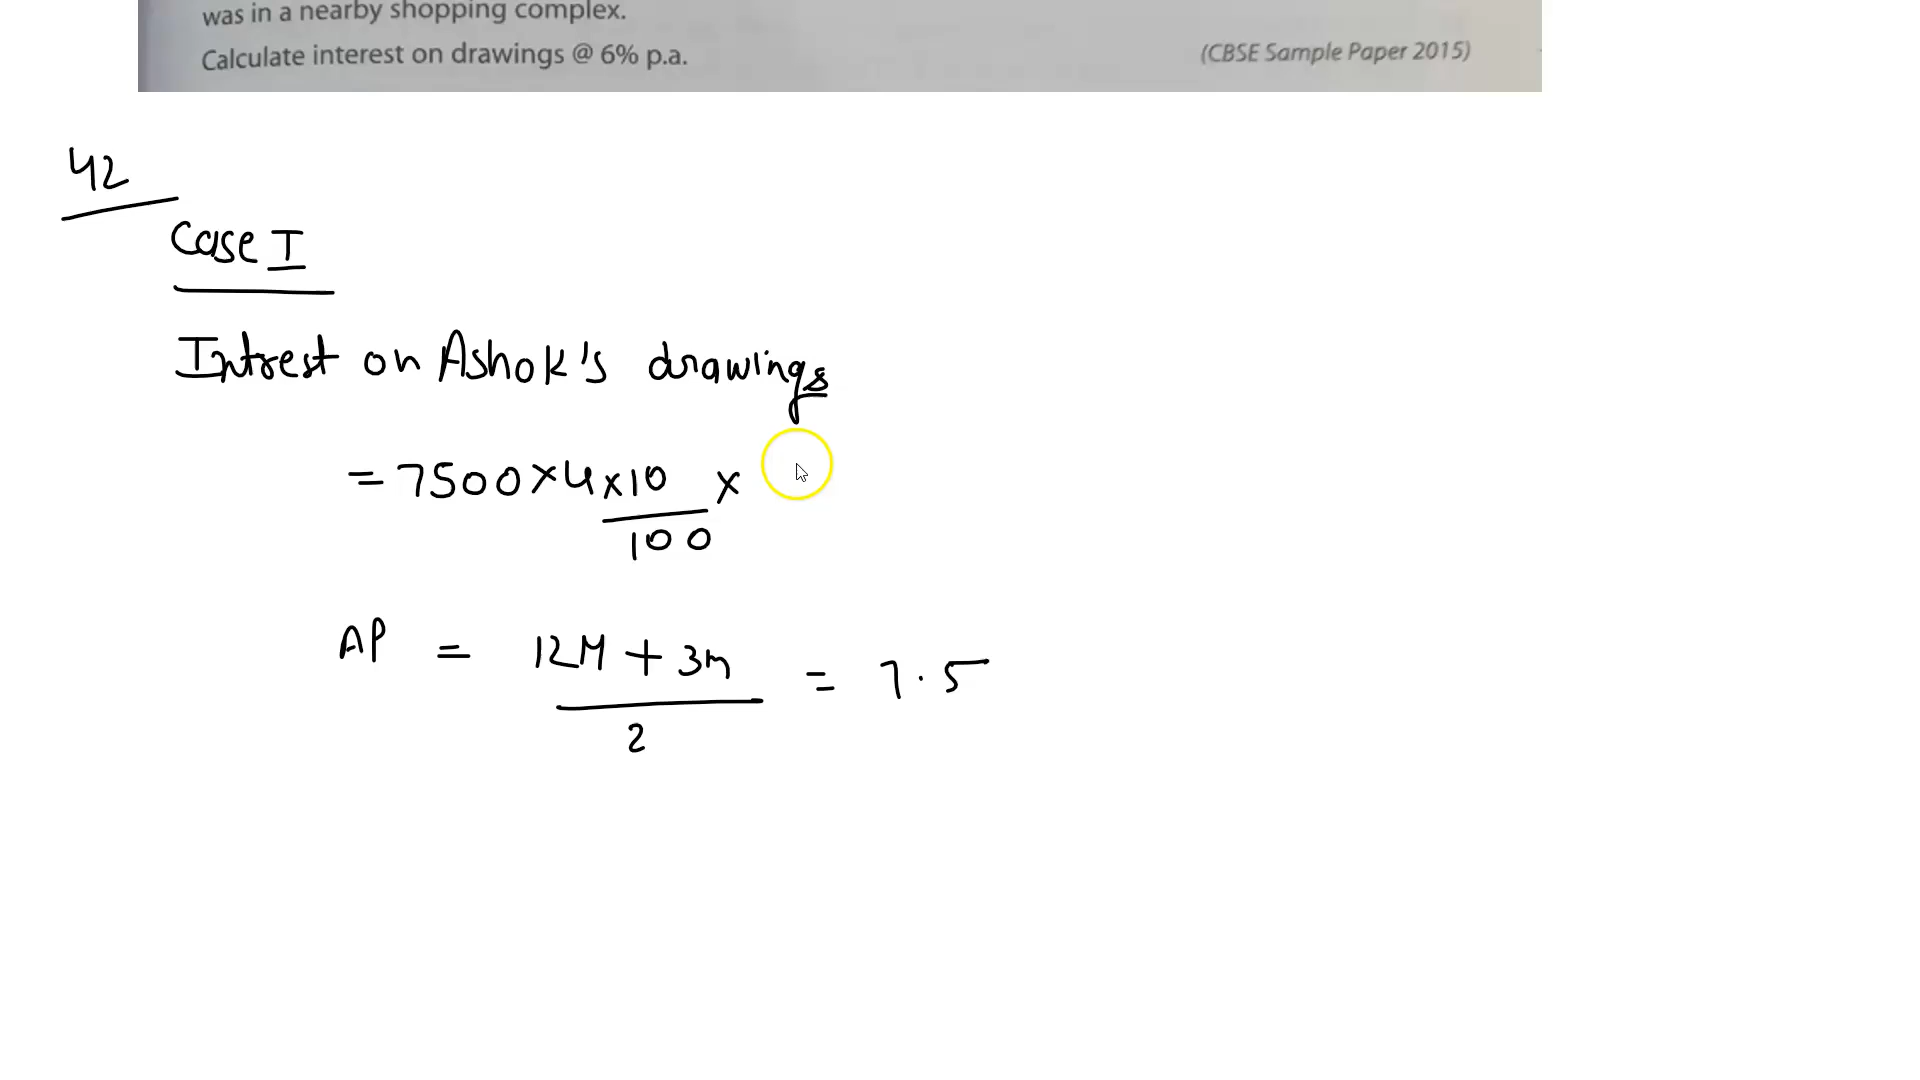 was in a nearby shopping complex.
Calculate interest on drawings @ 6% p.a. (CBSE Sample Paper 2015)
42
Case I
Intrest on Ashok's drawings
= 7500 × 4 × 10 ×
100
AP = 12M + 3m = 7.5
2